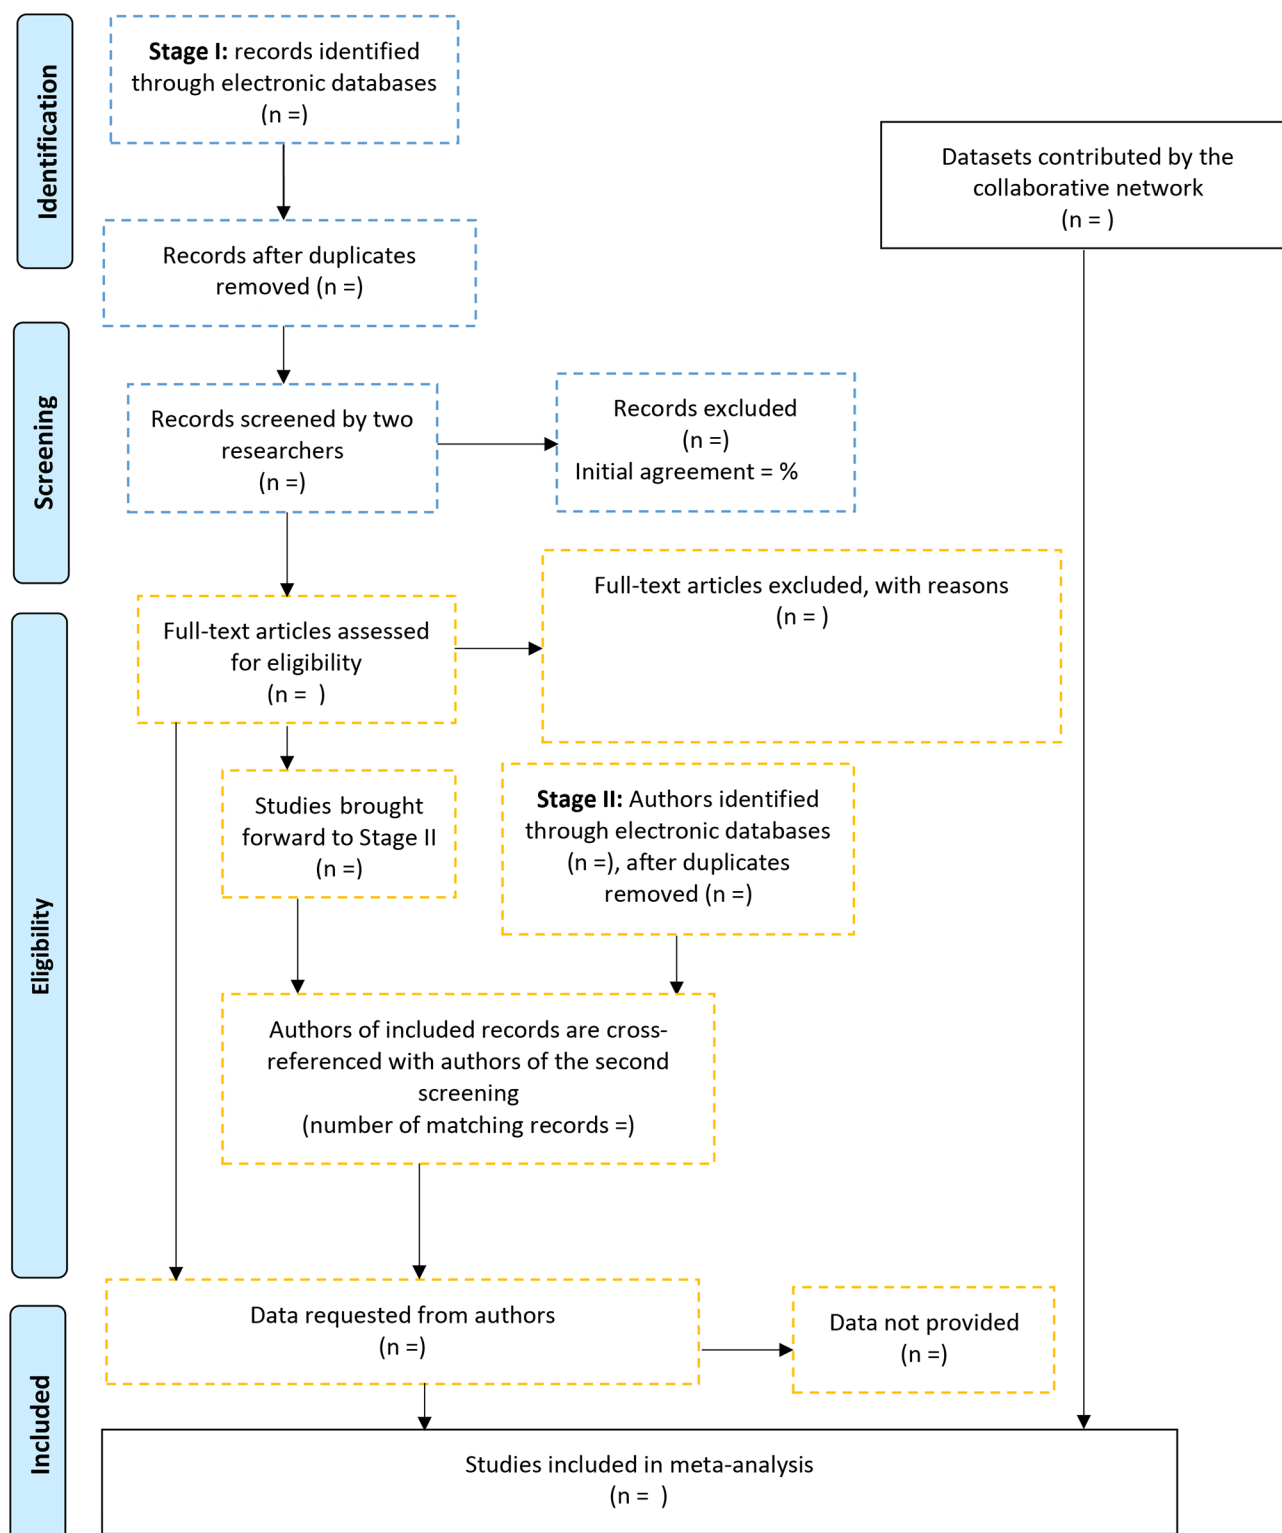 Identification
Stage I: records identified
through electronic databases
(n =)
Datasets contributed by the
collaborative network
(n = )
Records after duplicates
removed (n =)
Screening
Records screened by two
researchers
(n =)
Records excluded
(n =)
Initial agreement = %
Eligibility
Full-text articles assessed
for eligibility
(n =  )
Full-text articles excluded, with reasons
(n = )
Studies brought
forward to Stage II
(n =)
Stage II: Authors identified
through electronic databases
(n =), after duplicates
removed (n =)
Authors of included records are cross-
referenced with authors of the second
screening
(number of matching records =)
Included
Data requested from authors
(n =)
Data not provided
(n =)
Studies included in meta-analysis
(n =  )